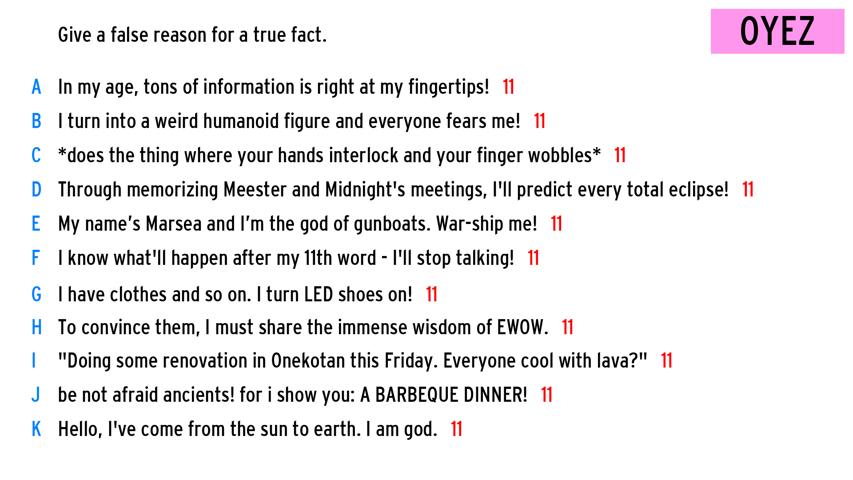 Give a false reason for a true fact.
OYEZ
A In my age, tons of information is right at my fingertips! 11
B I turn into a weird humanoid figure and everyone fears me! 11
C *does the thing where your hands interlock and your finger wobbles* 11
D Through memorizing Meester and Midnight's meetings, I'll predict every total eclipse! 11
E My name’s Marsea and I’m the god of gunboats. War-ship me! 11
F I know what'll happen after my 11th word - I'll stop talking! 11
G I have clothes and so on. I turn LED shoes on! 11
H To convince them, I must share the immense wisdom of EWOW. 11
I "Doing some renovation in Onekotan this Friday. Everyone cool with lava?" 11
J be not afraid ancients! for i show you: A BARBEQUE DINNER! 11
K Hello, I've come from the sun to earth. I am god. 11